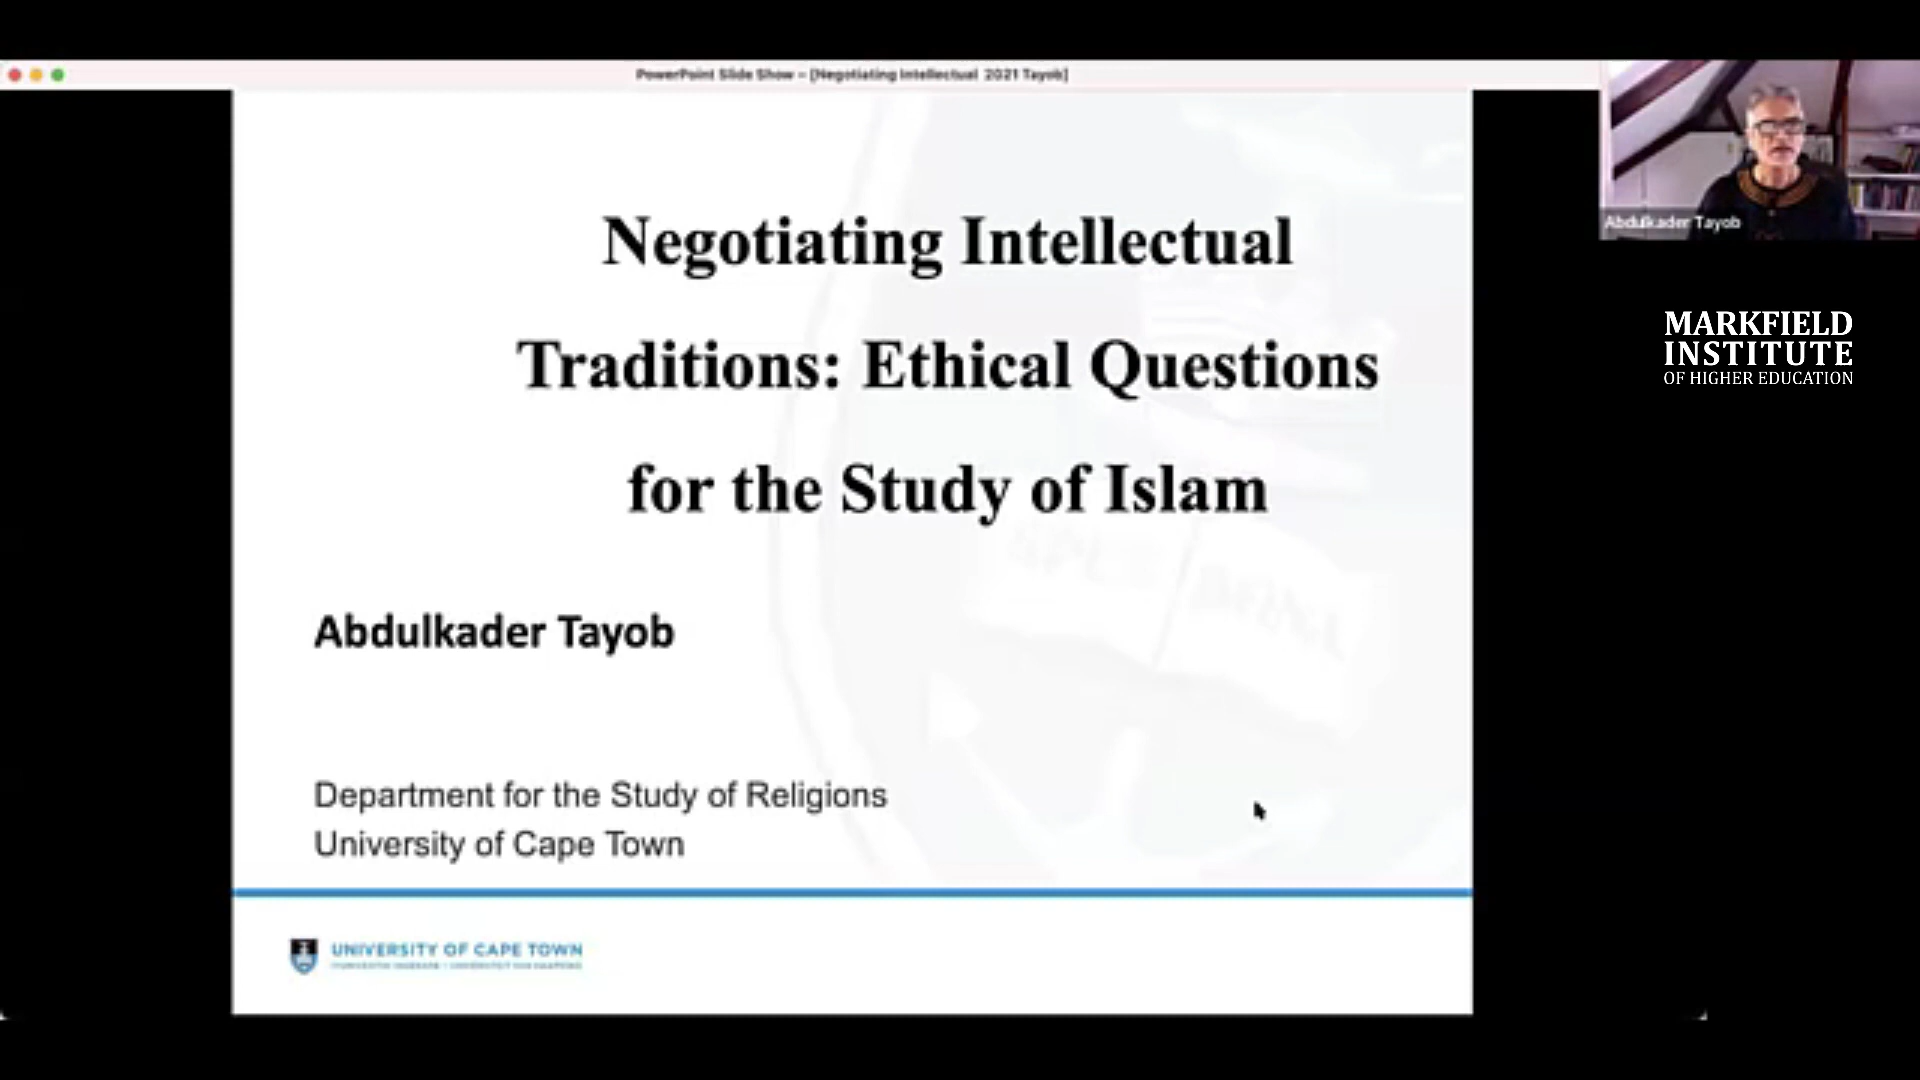 PowerPoint Slide Show – [Negotiating Intellectual 2021 Tayob]
Negotiating Intellectual
Traditions: Ethical Questions
for the Study of Islam
Abdulkader Tayob
Department for the Study of Religions
University of Cape Town
UNIVERSITY OF CAPE TOWN
Abdulkader Tayob
MARKFIELD
INSTITUTE
OF HIGHER EDUCATION